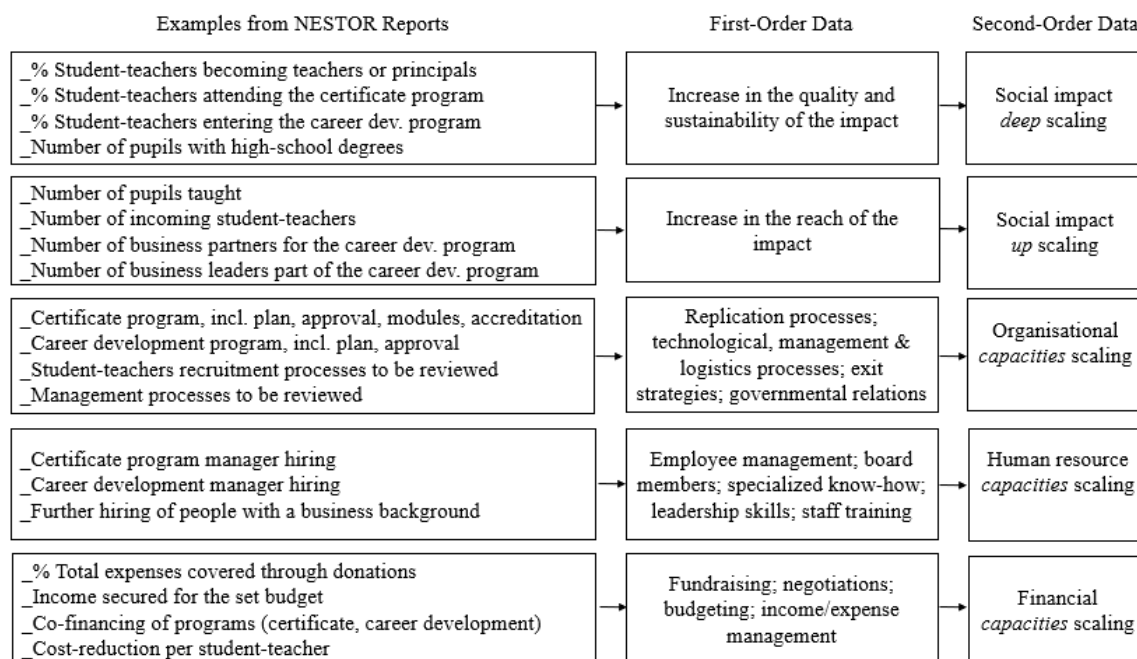 Examples from NESTOR Reports
First-Order Data
Second-Order Data
_% Student-teachers becoming teachers or principals
_% Student-teachers attending the certificate program
_% Student-teachers entering the career dev. program
_Number of pupils with high-school degrees
Increase in the quality and
sustainability of the impact
Social impact
deep scaling
_Number of pupils taught
_Number of incoming student-teachers
_Number of business partners for the career dev. program
_Number of business leaders part of the career dev. program
Increase in the reach of the
impact
Social impact
up scaling
_Certificate program, incl. plan, approval, modules, accreditation
_Career development program, incl. plan, approval
_Student-teachers recruitment processes to be reviewed
_Management processes to be reviewed
Replication processes;
technological, management &
logistics processes; exit
strategies; governmental relations
Organisational
capacities scaling
_Certificate program manager hiring
_Career development manager hiring
_Further hiring of people with a business background
Employee management; board
members; specialized know-how;
leadership skills; staff training
Human resource
capacities scaling
_% Total expenses covered through donations
_Income secured for the set budget
_Co-financing of programs (certificate, career development)
_Cost-reduction per student-teacher
Fundraising; negotiations;
budgeting; income/expense
management
Financial
capacities scaling